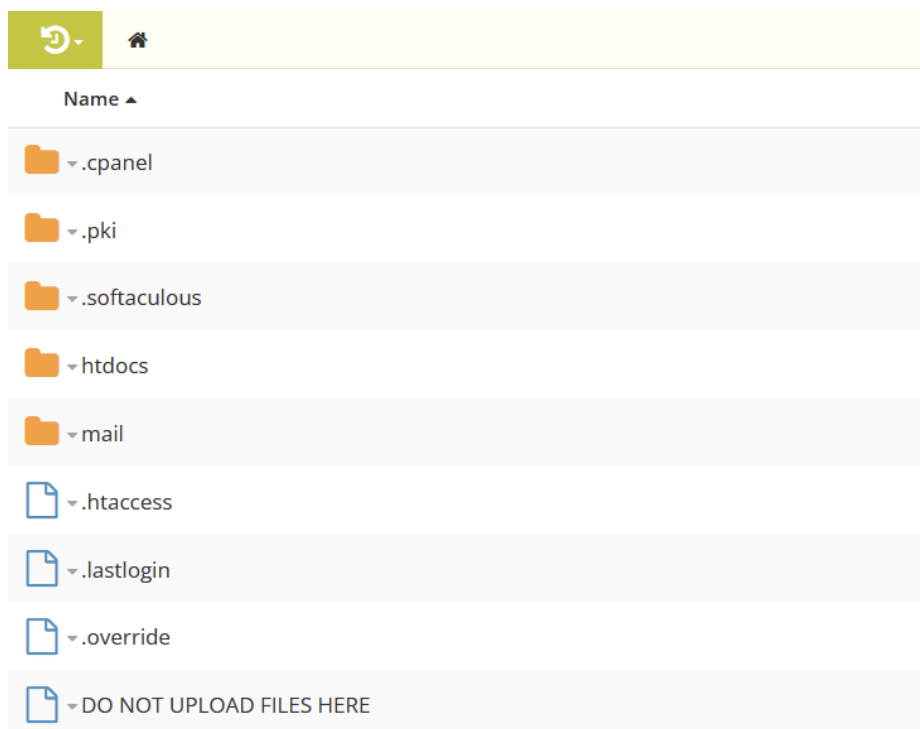 Name
.cpanel
.pki
.softaculous
htdocs
mail
.htaccess
.lastlogin
.override
DO NOT UPLOAD FILES HERE